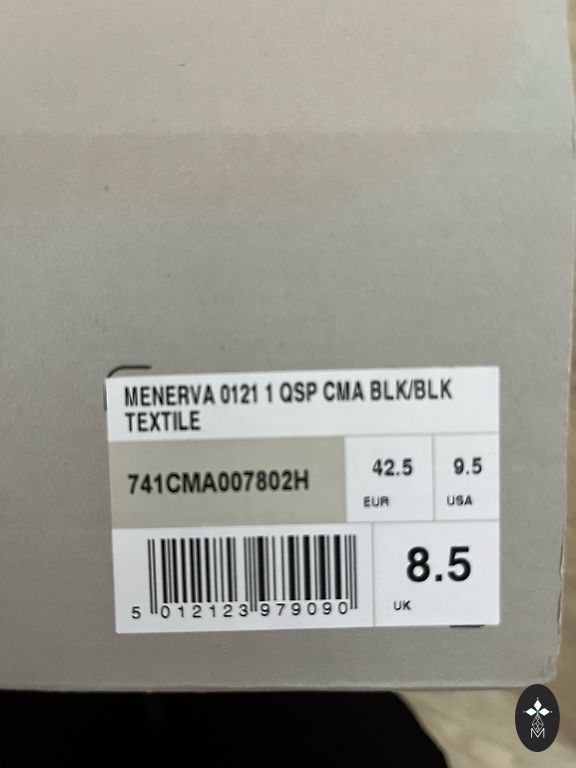 MENERVA 0121 1 QSP CMA BLK/BLK
TEXTILE
741CMA007802H
42.5
EUR
9.5
USA
5 012123 979090
8.5
UK
M